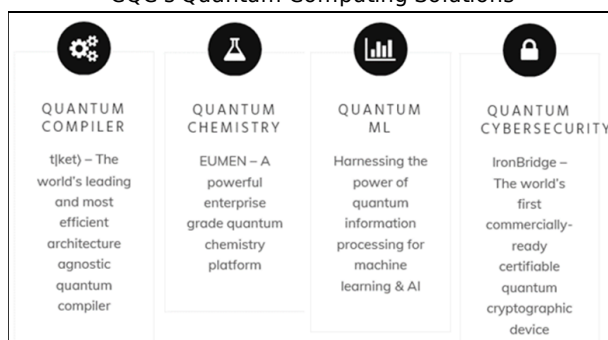 CQC's Quantum Computing Solutions
QUANTUM
COMPILER
t|ket⟩ – The
world's leading
and most
efficient
architecture
agnostic
quantum
compiler
QUANTUM
CHEMISTRY
EUMEN – A
powerful
enterprise
grade quantum
chemistry
platform
QUANTUM
ML
Harnessing the
power of
quantum
information
processing for
machine
learning & AI
QUANTUM
CYBERSECURITY
IronBridge –
The world's
first
commercially-
ready
certifiable
quantum
cryptographic
device